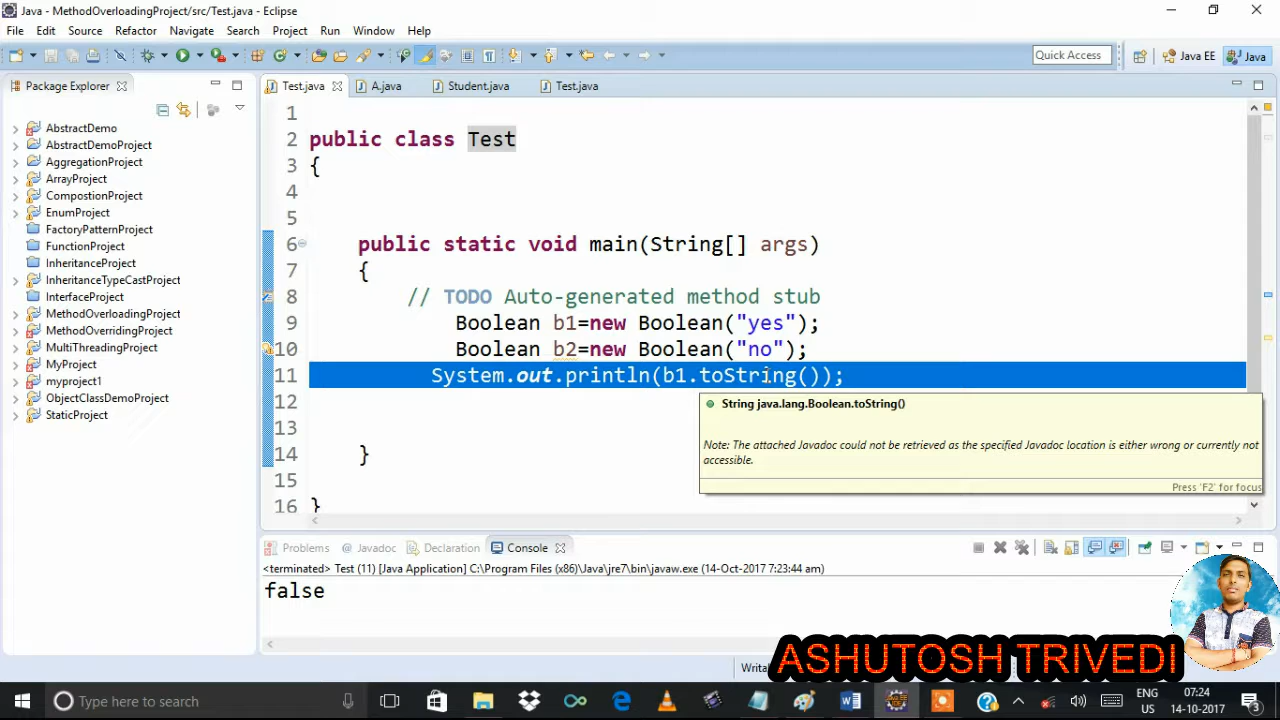 Java - MethodOverloadingProject/src/Test.java - Eclipse
File Edit Source Refactor Navigate Search Project Run Window Help
Quick Access Java EE Java
Package Explorer
AbstractDemo
AbstractDemoProject
AggregationProject
ArrayProject
CompostionProject
EnumProject
FactoryPatternProject
FunctionProject
InheritanceProject
InheritanceTypeCastProject
InterfaceProject
MethodOverloadingProject
MethodOverridingProject
MultiThreadingProject
MyProject
myproject1
ObjectClassDemoProject
StaticProject
Test.java A.java Student.java Test.java
1
2 public class Test
3 {
4
5
6 public static void main(String[] args)
7 {
8 // TODO Auto-generated method stub
9 Boolean b1=new Boolean("yes");
10 Boolean b2=new Boolean("no");
11 System.out.println(b1.toString());
12
13
14 }
15
16 }
String java.lang.Boolean.toString()
Note: The attached Javadoc could not be retrieved as the specified Javadoc location is either wrong or currently not
accessible.
Press 'F2' for focus
Problems Javadoc Declaration Console
<terminated> Test (11) [Java Application] C:\Program Files (x86)\Java\jre7\bin\javaw.exe (14-Oct-2017 7:23:44 am)
false
ASHUTOSH TRIVEDI
Type here to search
ENG 07:24
US 14-10-2017
3